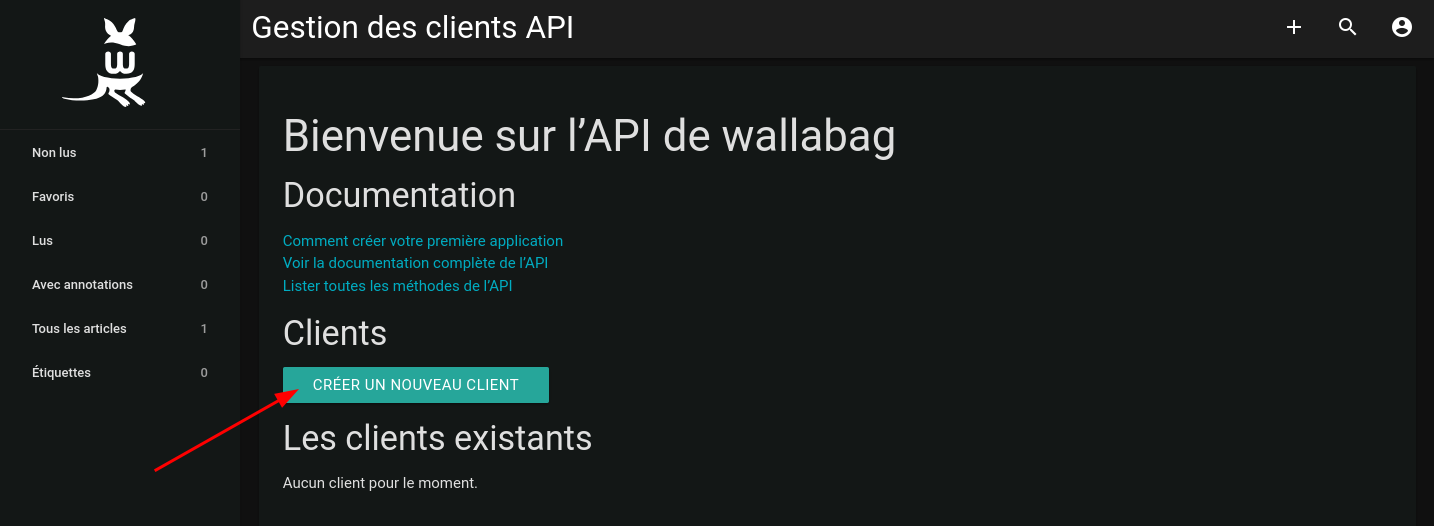 w
Gestion des clients API
Non lus 1
Favoris 0
Lus 0
Avec annotations 0
Tous les articles 1
Étiquettes 0
Bienvenue sur l’API de wallabag
Documentation
Comment créer votre première application
Voir la documentation complète de l’API
Lister toutes les méthodes de l’API
Clients
CRÉER UN NOUVEAU CLIENT
Les clients existants
Aucun client pour le moment.